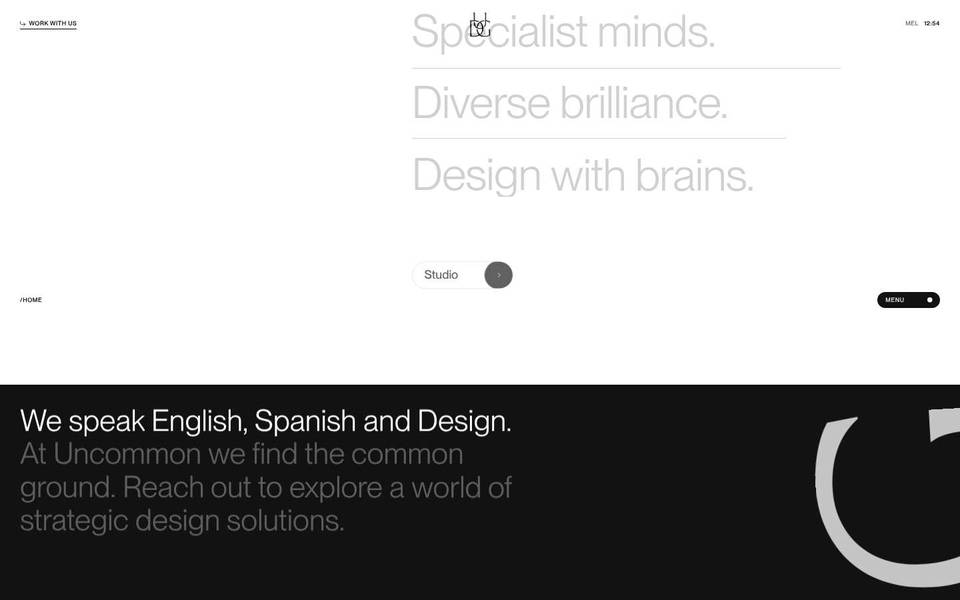 WORK WITH US
MEL 12:54
Specialist minds.
Diverse brilliance.
Design with brains.
Studio
/HOME
MENU
We speak English, Spanish and Design.
At Uncommon we find the common
ground. Reach out to explore a world of
strategic design solutions.